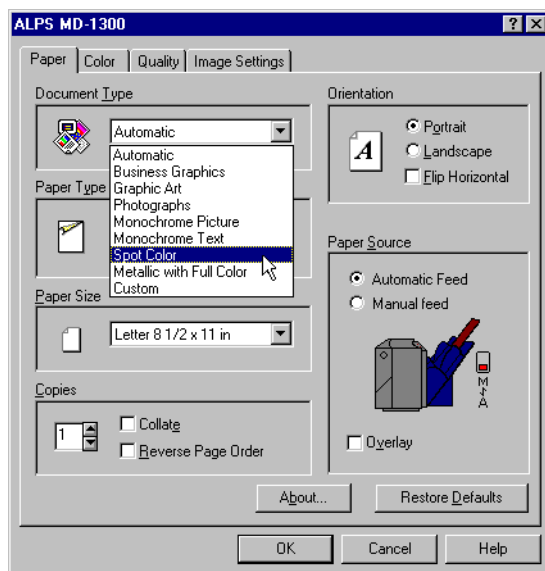 ALPS MD-1300
Paper Color Quality Image Settings
Document Type
Automatic
Automatic
Business Graphics
Graphic Art
Photographs
Monochrome Picture
Monochrome Text
Spot Color
Metallic with Full Color
Custom
Paper Type
Paper Size
Letter 8 1/2 x 11 in
Copies
1
Collate
Reverse Page Order
Orientation
A
Portrait
Landscape
Flip Horizontal
Paper Source
Automatic Feed
Manual feed
M
A
Overlay
About... Restore Defaults
OK Cancel Help